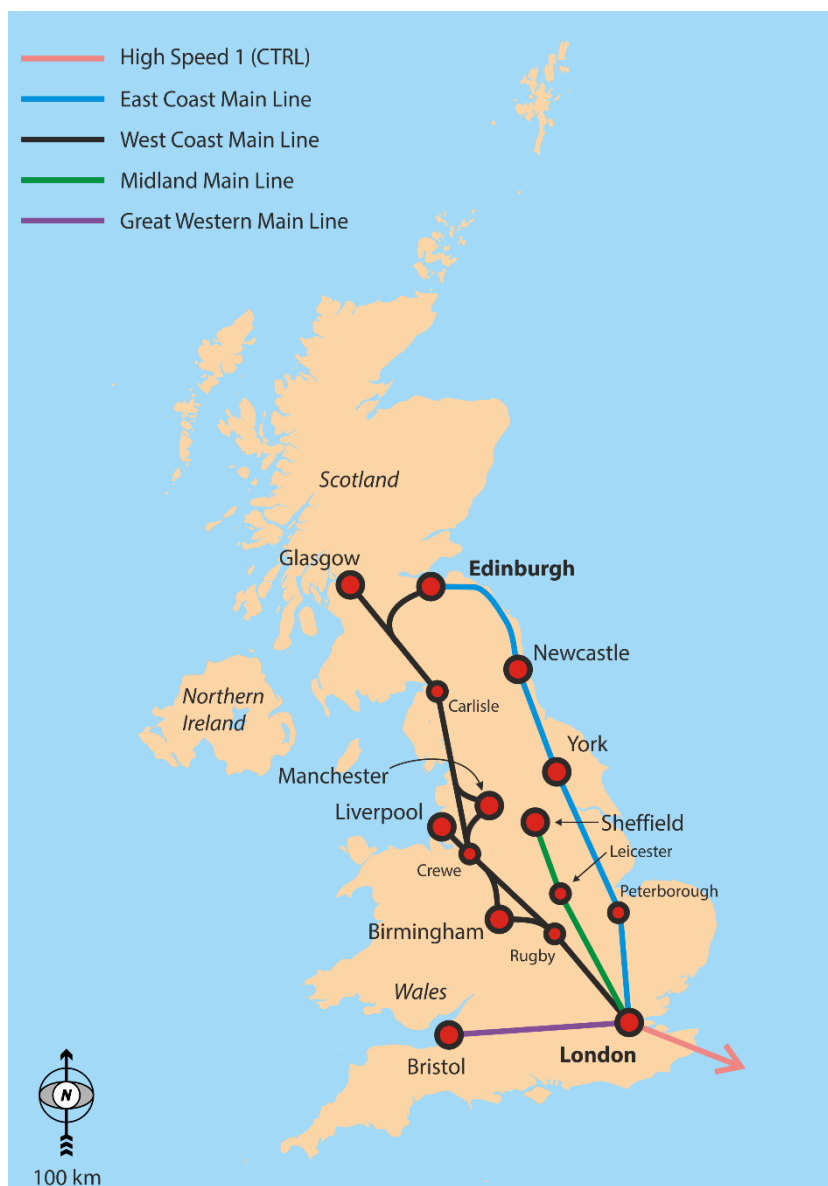 High Speed 1 (CTRL)
East Coast Main Line
West Coast Main Line
Midland Main Line
Great Western Main Line
Scotland
Glasgow
Edinburgh
Newcastle
Northern
Ireland
Carlisle
York
Manchester
Liverpool
Sheffield
Leicester
Crewe
Peterborough
Birmingham
Rugby
Wales
London
Bristol
N
100 km